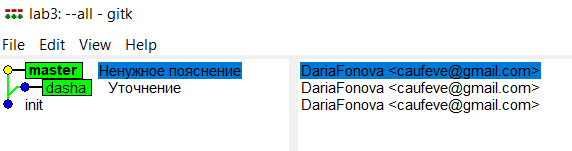 lab3: --all - gitk
File Edit View Help
master Ненужное пояснение DariaFonova <caufeve@gmail.com>
dasha Уточнение DariaFonova <caufeve@gmail.com>
init DariaFonova <caufeve@gmail.com>